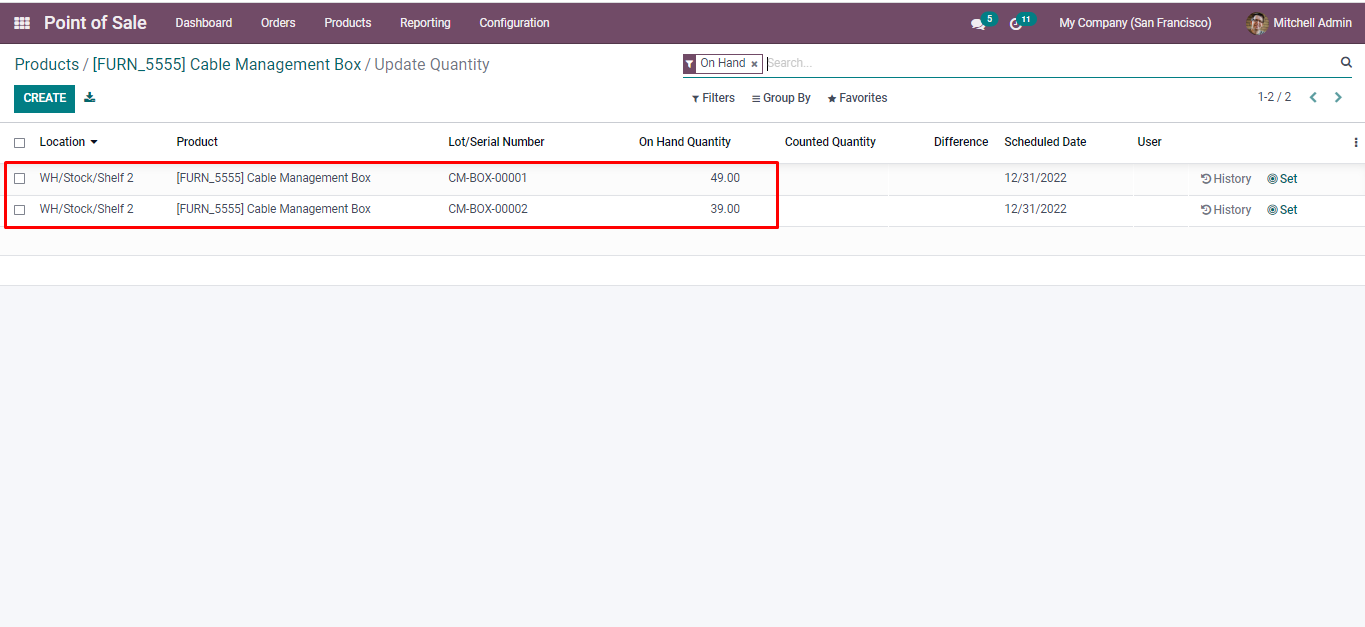 Point of Sale Dashboard Orders Products Reporting Configuration 5 11 My Company (San Francisco) Mitchell Admin
Products / [FURN_5555] Cable Management Box / Update Quantity On Hand × Search...
CREATE Filters Group By Favorites 1-2 / 2
Location Product Lot/Serial Number On Hand Quantity Counted Quantity Difference Scheduled Date User
WH/Stock/Shelf 2 [FURN_5555] Cable Management Box CM-BOX-00001 49.00 12/31/2022 History Set
WH/Stock/Shelf 2 [FURN_5555] Cable Management Box CM-BOX-00002 39.00 12/31/2022 History Set